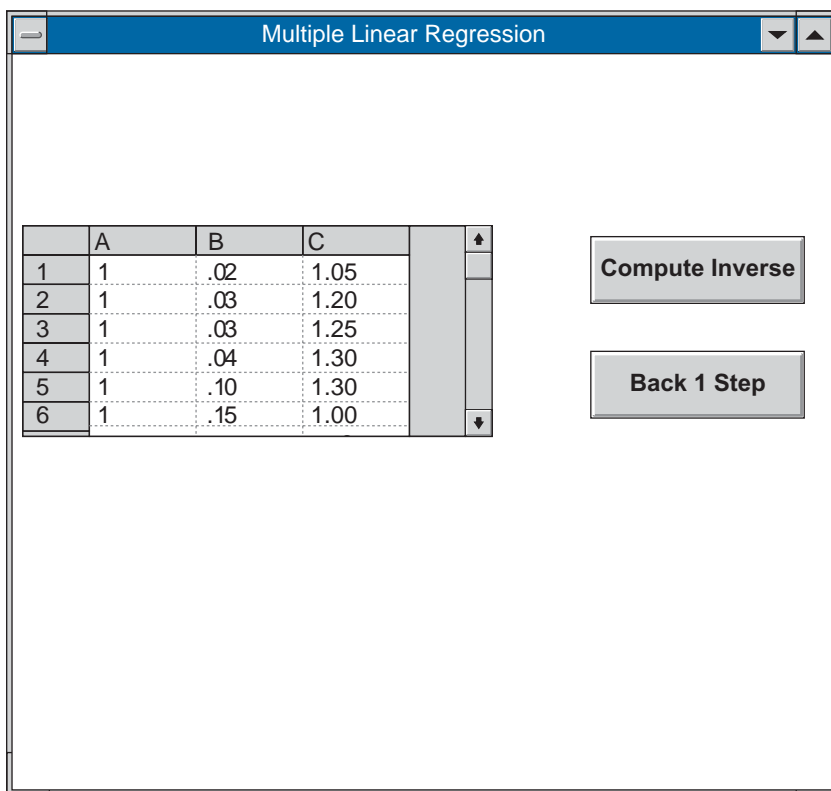 Multiple Linear Regression
A B C
1 1 .02 1.05
2 1 .03 1.20
3 1 .03 1.25
4 1 .04 1.30
5 1 .10 1.30
6 1 .15 1.00
Compute Inverse
Back 1 Step